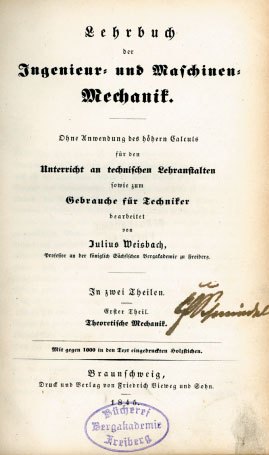 Lehrbuch
der
Ingenieur- und Maschinen-
Mechanik.
Ohne Anwendung des höhern Calculs
für den
Unterricht an technischen Lehranstalten
sowie zum
Gebrauche für Techniker
bearbeitet
von
Julius Weisbach,
Professor an der königlich Sächsischen Bergakademie zu Freiberg.
In zwei Theilen.
Erster Theil.
Theoretische Mechanik.
Mit gegen 1000 in den Text eingedruckten Holzstichen.
Braunschweig,
Druck und Verlag von Friedrich Vieweg und Sohn.
1845.
Bücherei
Bergakademie
Freiberg